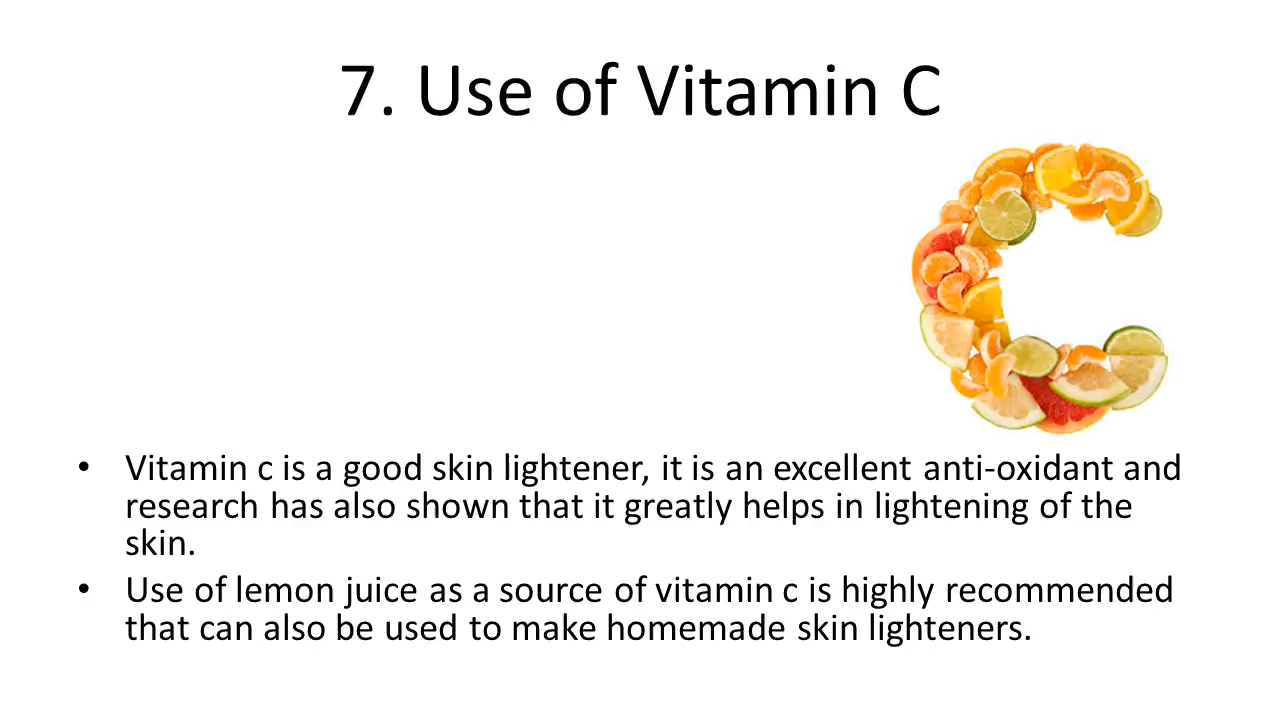 7. Use of Vitamin C
• Vitamin c is a good skin lightener, it is an excellent anti-oxidant and
research has also shown that it greatly helps in lightening of the
skin.
• Use of lemon juice as a source of vitamin c is highly recommended
that can also be used to make homemade skin lighteners.